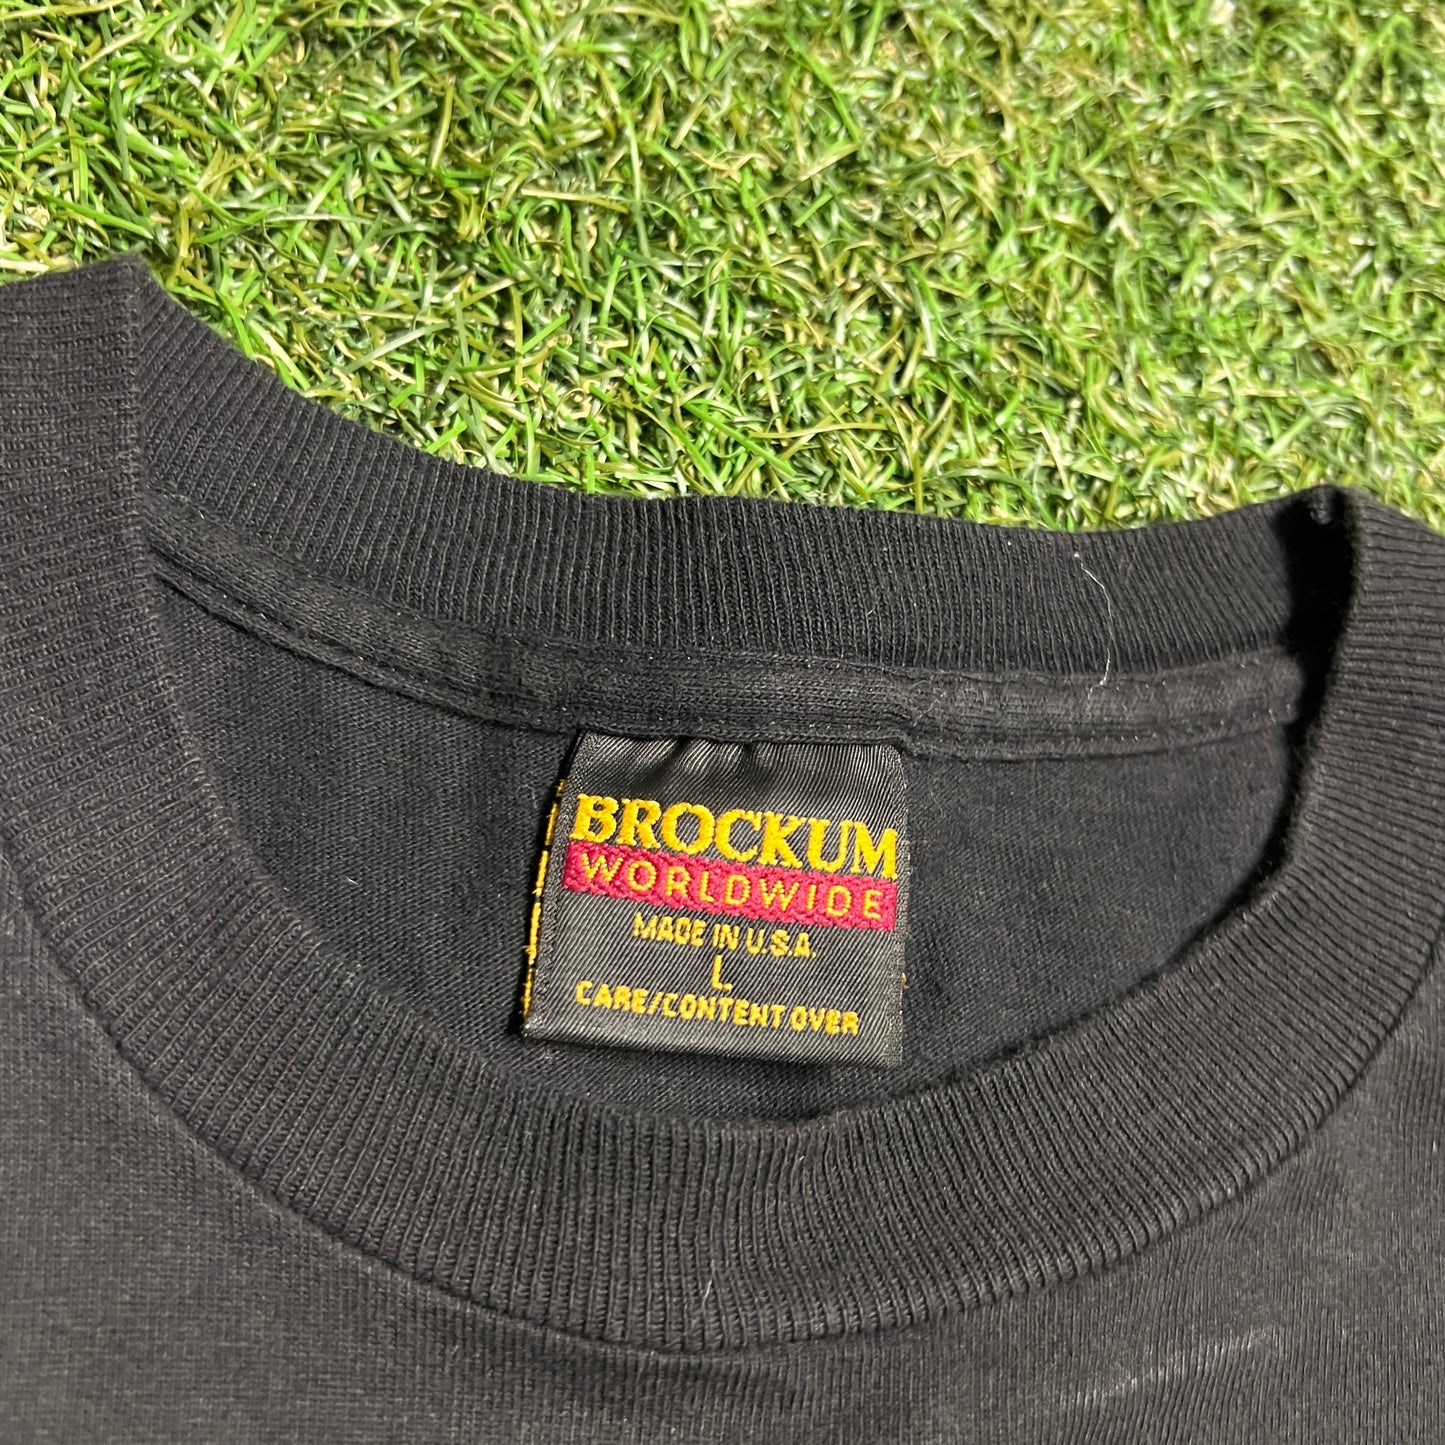 BROCKUM
WORLDWIDE
MADE IN U.S.A.
L
CARE/CONTENT OVER